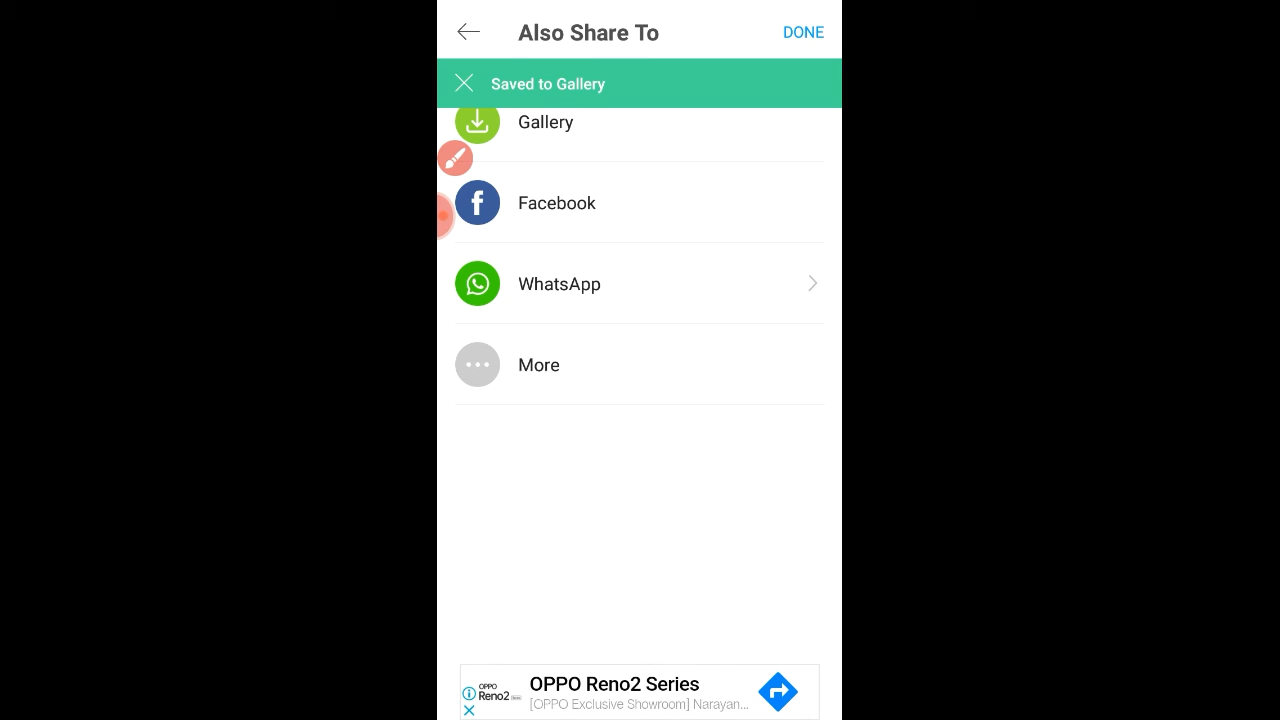 Also Share To
DONE
Saved to Gallery
Gallery
Facebook
WhatsApp
More
OPPO
Reno2
OPPO Reno2 Series
[OPPO Exclusive Showroom] Narayan...